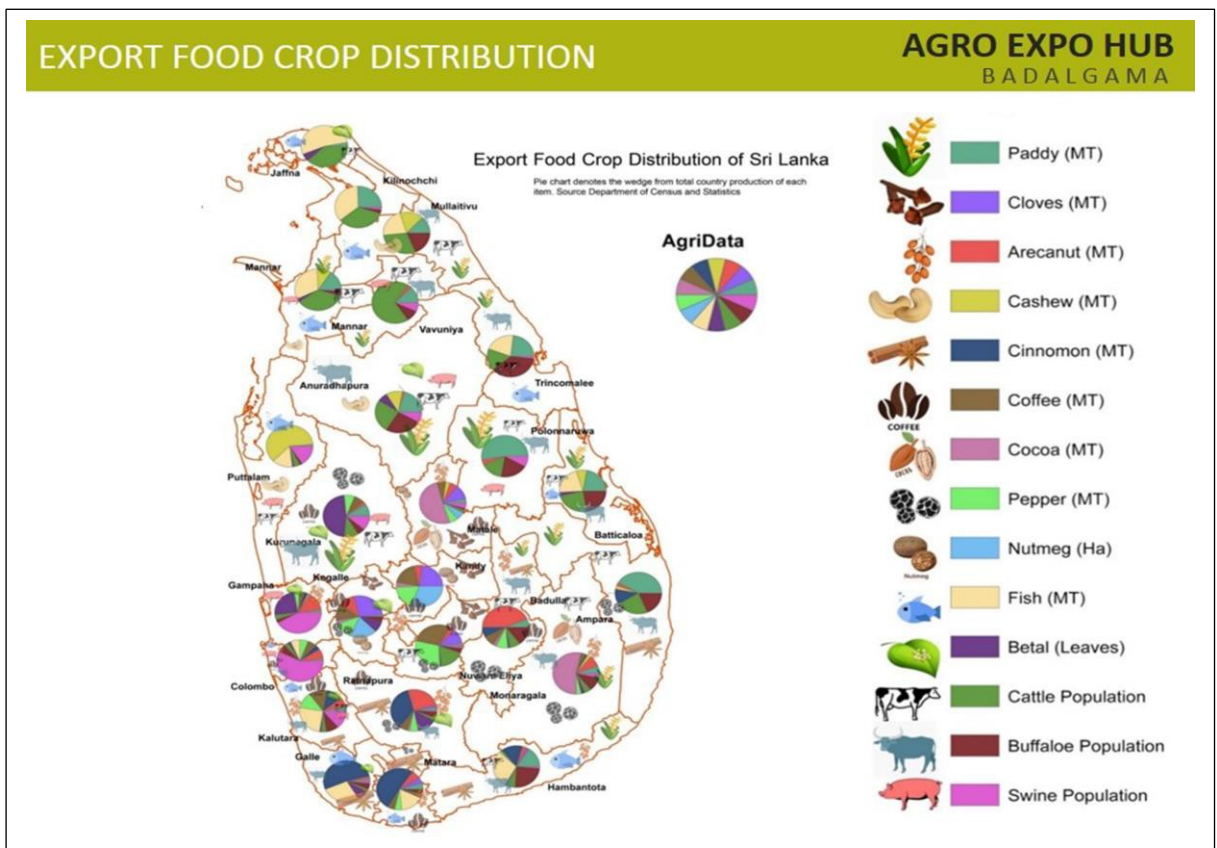 EXPORT FOOD CROP DISTRIBUTION
AGRO EXPO HUB
BADALGAMA
Export Food Crop Distribution of Sri Lanka
Pie chart denotes the wedge from total country production of each
item. Source Department of Census and Statistics
AgriData
Jaffna
Kilinochchi
Mullaitivu
Mannar
Mannar
Vavuniya
Anuradhapura
Trincomalee
Polonnaruwa
Puttalam
Kurunagala
Matale
Batticaloa
Gampaha
Kegalle
Kandy
Badulla
Ampara
Colombo
Ratnapura
Nuwara Eliya
Monaragala
Kalutara
Galle
Matara
Hambantota
Paddy (MT)
Cloves (MT)
Arecanut (MT)
Cashew (MT)
Cinnomon (MT)
COFFEE
Coffee (MT)
Cocoa (MT)
Pepper (MT)
Nutmeg
Nutmeg (Ha)
Fish (MT)
Betal (Leaves)
Cattle Population
Buffaloe Population
Swine Population